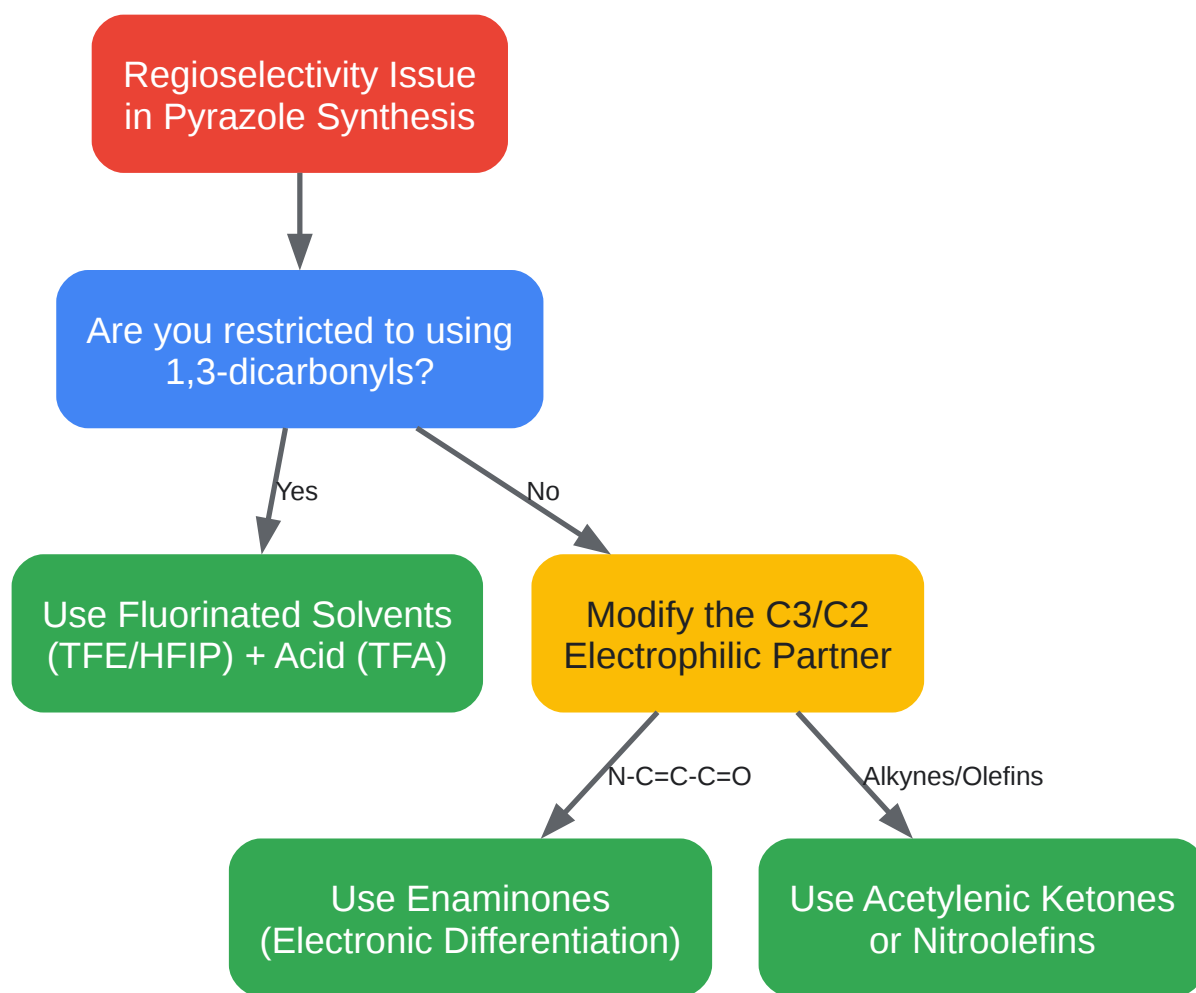 Regioselectivity Issue
in Pyrazole Synthesis
Are you restricted to using
1,3-dicarbonyls?
Yes
No
Use Fluorinated Solvents
(TFE/HFIP) + Acid (TFA)
Modify the C3/C2
Electrophilic Partner
N-C=C-C=O
Alkynes/Olefins
Use Enaminones
(Electronic Differentiation)
Use Acetylenic Ketones
or Nitroolefins